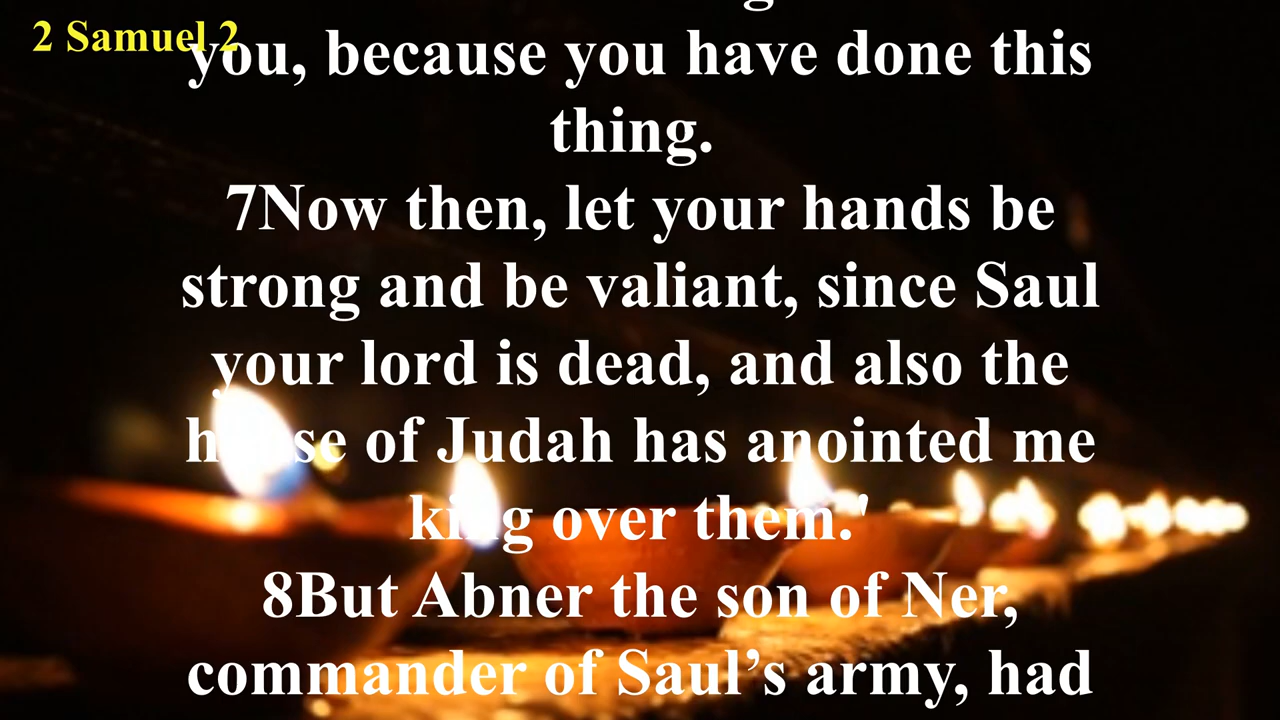 2 Samuel 2
you, because you have done this
thing.
7Now then, let your hands be
strong and be valiant, since Saul
your lord is dead, and also the
house of Judah has anointed me
king over them.'
8But Abner the son of Ner,
commander of Saul’s army, had